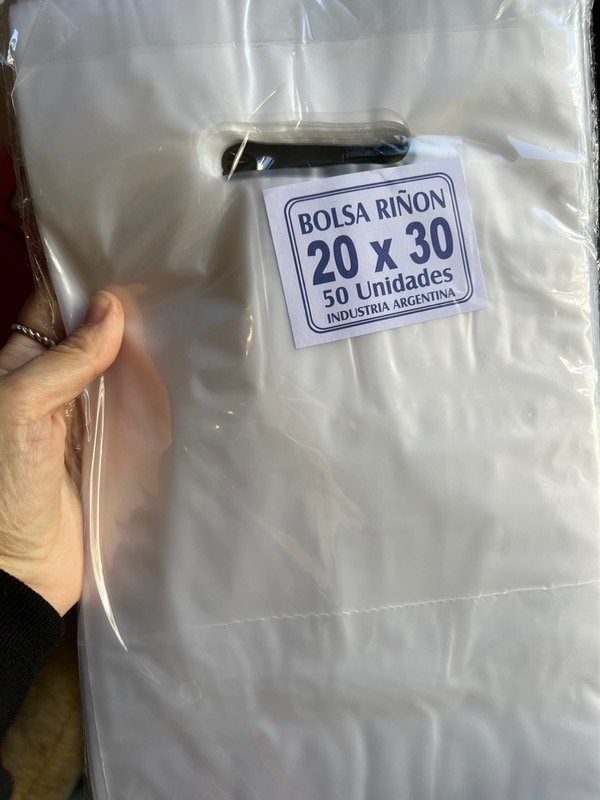 BOLSA RIÑON
20 x 30
50 Unidades
INDUSTRIA ARGENTINA